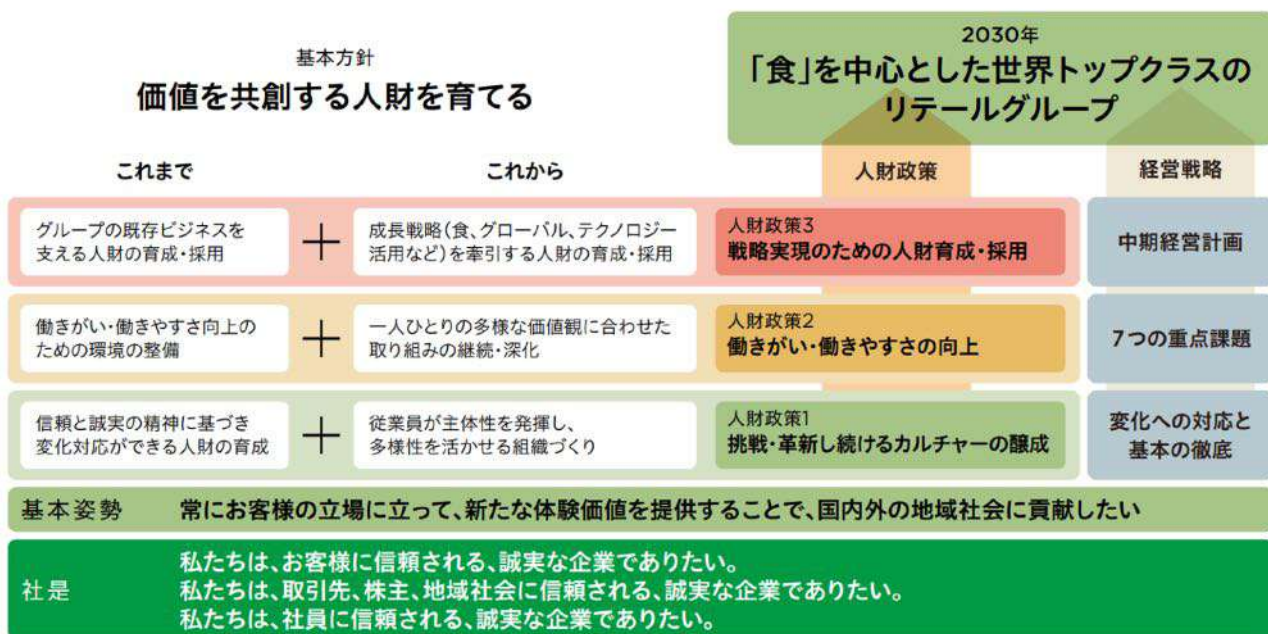 基本方針
価値を共創する人財を育てる
2030年
「食」を中心とした世界トップクラスの
リテールグループ
これまで
これから
人財政策
経営戦略
グループの既存ビジネスを
支える人財の育成・採用
＋
成長戦略（食、グローバル、テクノロジー
活用など）を牽引する人財の育成・採用
人財政策3
戦略実現のための人財育成・採用
中期経営計画
働きがい・働きやすさ向上の
ための環境の整備
＋
一人ひとりの多様な価値観に合わせた
取り組みの継続・深化
人財政策2
働きがい・働きやすさの向上
7つの重点課題
信頼と誠実の精神に基づき
変化対応ができる人財の育成
＋
従業員が主体性を発揮し、
多様性を活かせる組織づくり
人財政策1
挑戦・革新し続けるカルチャーの醸成
変化への対応と
基本の徹底
基本姿勢 常にお客様の立場に立って、新たな体験価値を提供することで、国内外の地域社会に貢献したい
社是
私たちは、お客様に信頼される、誠実な企業でありたい。
私たちは、取引先、株主、地域社会に信頼される、誠実な企業でありたい。
私たちは、社員に信頼される、誠実な企業でありたい。